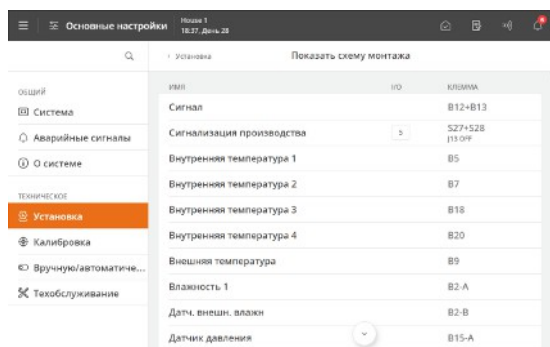 Основные настройки
House 1
18:37, День 28
Установка
Показать схему монтажа
ОБЩИЙ
Система
Аварийные сигналы
О системе
ТЕХНИЧЕСКОЕ
Установка
Калибровка
Вручную/автоматиче...
Техобслуживание
ИМЯ I/O КЛЕММА
Сигнал B12+B13
Сигнализация производства 5 S27+S28
J13 OFF
Внутренняя температура 1 B5
Внутренняя температура 2 B7
Внутренняя температура 3 B18
Внутренняя температура 4 B20
Внешняя температура B9
Влажность 1 B2-A
Датч. внешн. влажн B2-B
Датчик давления B15-A